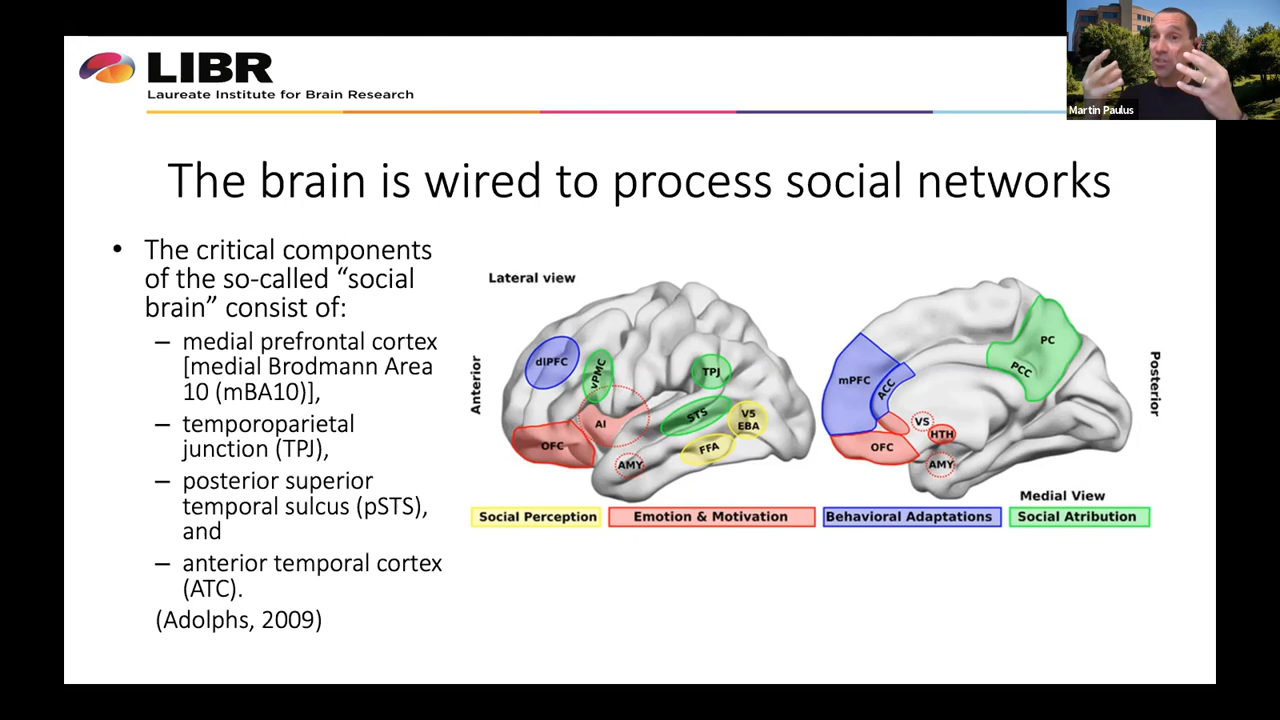 LIBR
Laureate Institute for Brain Research
Martin Paulus
The brain is wired to process social networks
• The critical components
of the so-called “social
brain” consist of:
– medial prefrontal cortex
[medial Brodmann Area
10 (mBA10)],
– temporoparietal
junction (TPJ),
– posterior superior
temporal sulcus (pSTS),
and
– anterior temporal cortex
(ATC).
(Adolphs, 2009)
Lateral view
Anterior
dlPFC
vPMC
TPJ
STS
V5
EBA
AI
OFC
FFA
AMY
mPFC
ACC
PC
PCC
VS
HTH
OFC
AMY
Posterior
Medial View
Social Perception
Emotion & Motivation
Behavioral Adaptations
Social Atribution